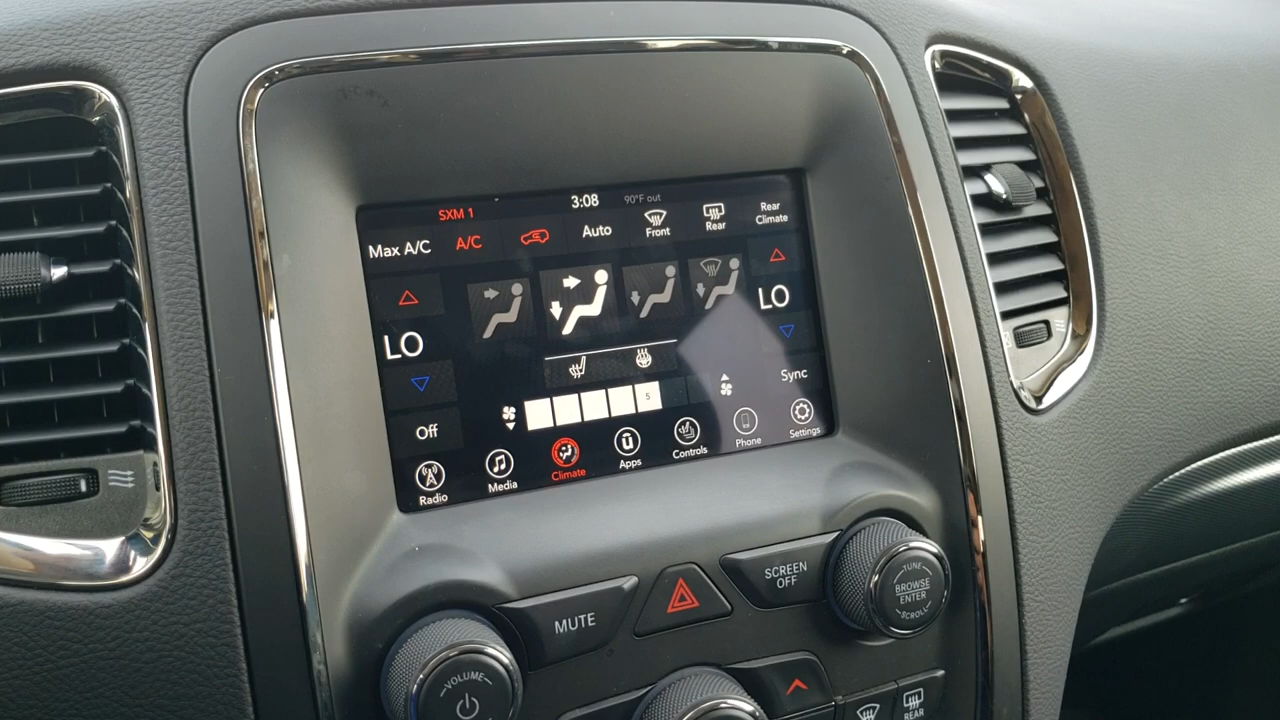 SXM 1
3:08
90°F out
Max A/C
A/C
Auto
Front
Rear
Rear
Climate
LO
LO
5
Sync
Off
Radio
Media
Climate
Apps
Controls
Phone
Settings
MUTE
SCREEN
OFF
TUNE
BROWSE
ENTER
SCROLL
VOLUME
REAR